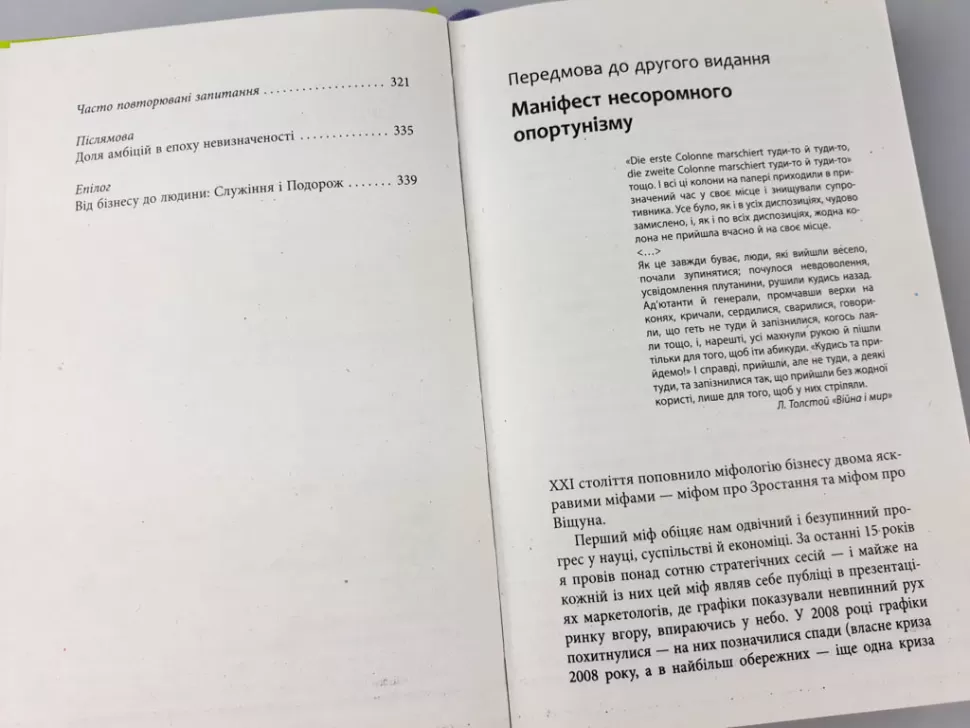 Часто повторювані запитання . . . . . . . . . . . . . . . . . . . 321
Післямова
Доля амбіцій в епоху невизначеності . . . . . . . . . . . . . . 335
Епілог
Від бізнесу до людини: Служіння і Подорож . . . . . . . 339
Передмова до другого видання
Маніфест несоромного
опортунізму
«Die erste Colonne marschiert туди-то й туди-то,
die zweite Colonne marschiert туди-то й туди-то»
тощо. І всі ці колони на папері приходили в при-
значений час у своє місце і знищували супро-
тивника. Усе було, як і в усіх диспозиціях, чудово
замислено, і, як і по всіх диспозиціях, жодна ко-
лона не прийшла вчасно й на своє місце.
<...>
Як це завжди буває, люди, які вийшли весело,
почали зупинятися; почулося невдоволення,
усвідомлення плутанини, рушили кудись назад.
Ад'ютанти й генерали, промчавши верхи на
конях, кричали, сердилися, сварилися, говори-
ли, що геть не туди й запізнилися, когось лая-
ли тощо, і, нарешті, усі махнули рукою й пішли
тільки для того, щоб іти абикуди. «Кудись та при-
йдемо!» І справді, прийшли, але не туди, а деякі
туди, та запізнилися так, що прийшли без жодної
користі, лише для того, щоб у них стріляли.
Л. Толстой «Війна і мир»
XXI століття поповнило міфологію бізнесу двома яск-
равими міфами — міфом про Зростання та міфом про
Віщуна.
Перший міф обіцяє нам одвічний і безупинний про-
грес у науці, суспільстві й економіці. За останні 15 років
я провів понад сотню стратегічних сесій — і майже на
кожній із них цей міф являв себе публіці в презентаці-
ях маркетологів, де графіки показували невпинний рух
ринку вгору, впираючись у небо. У 2008 році графіки
похитнулися — на них позначилися спади (власне криза
2008 року, а в найбільш обережних — іще одна криза